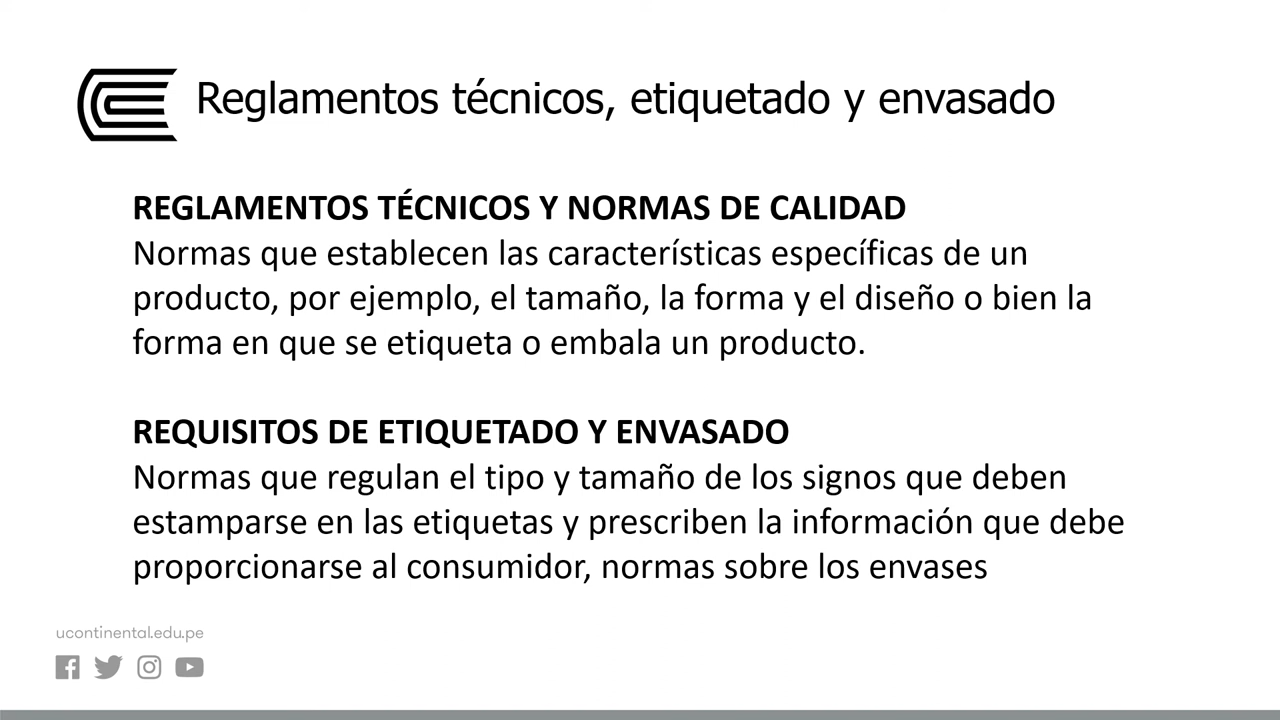 Reglamentos técnicos, etiquetado y envasado
REGLAMENTOS TÉCNICOS Y NORMAS DE CALIDAD
Normas que establecen las características específicas de un
producto, por ejemplo, el tamaño, la forma y el diseño o bien la
forma en que se etiqueta o embala un producto.
REQUISITOS DE ETIQUETADO Y ENVASADO
Normas que regulan el tipo y tamaño de los signos que deben
estamparse en las etiquetas y prescriben la información que debe
proporcionarse al consumidor, normas sobre los envases
ucontinental.edu.pe